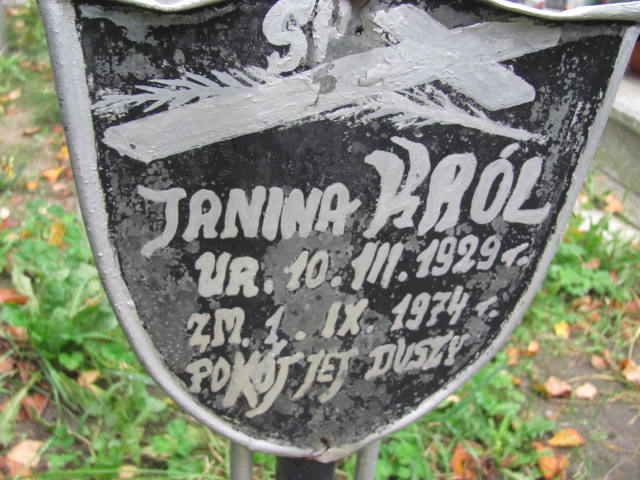 Ś.P.
JANINA KRÓL
UR. 10. III. 1929 r.
ZM. 1. IX. 1974 r.
POKÓJ JEJ DUSZY